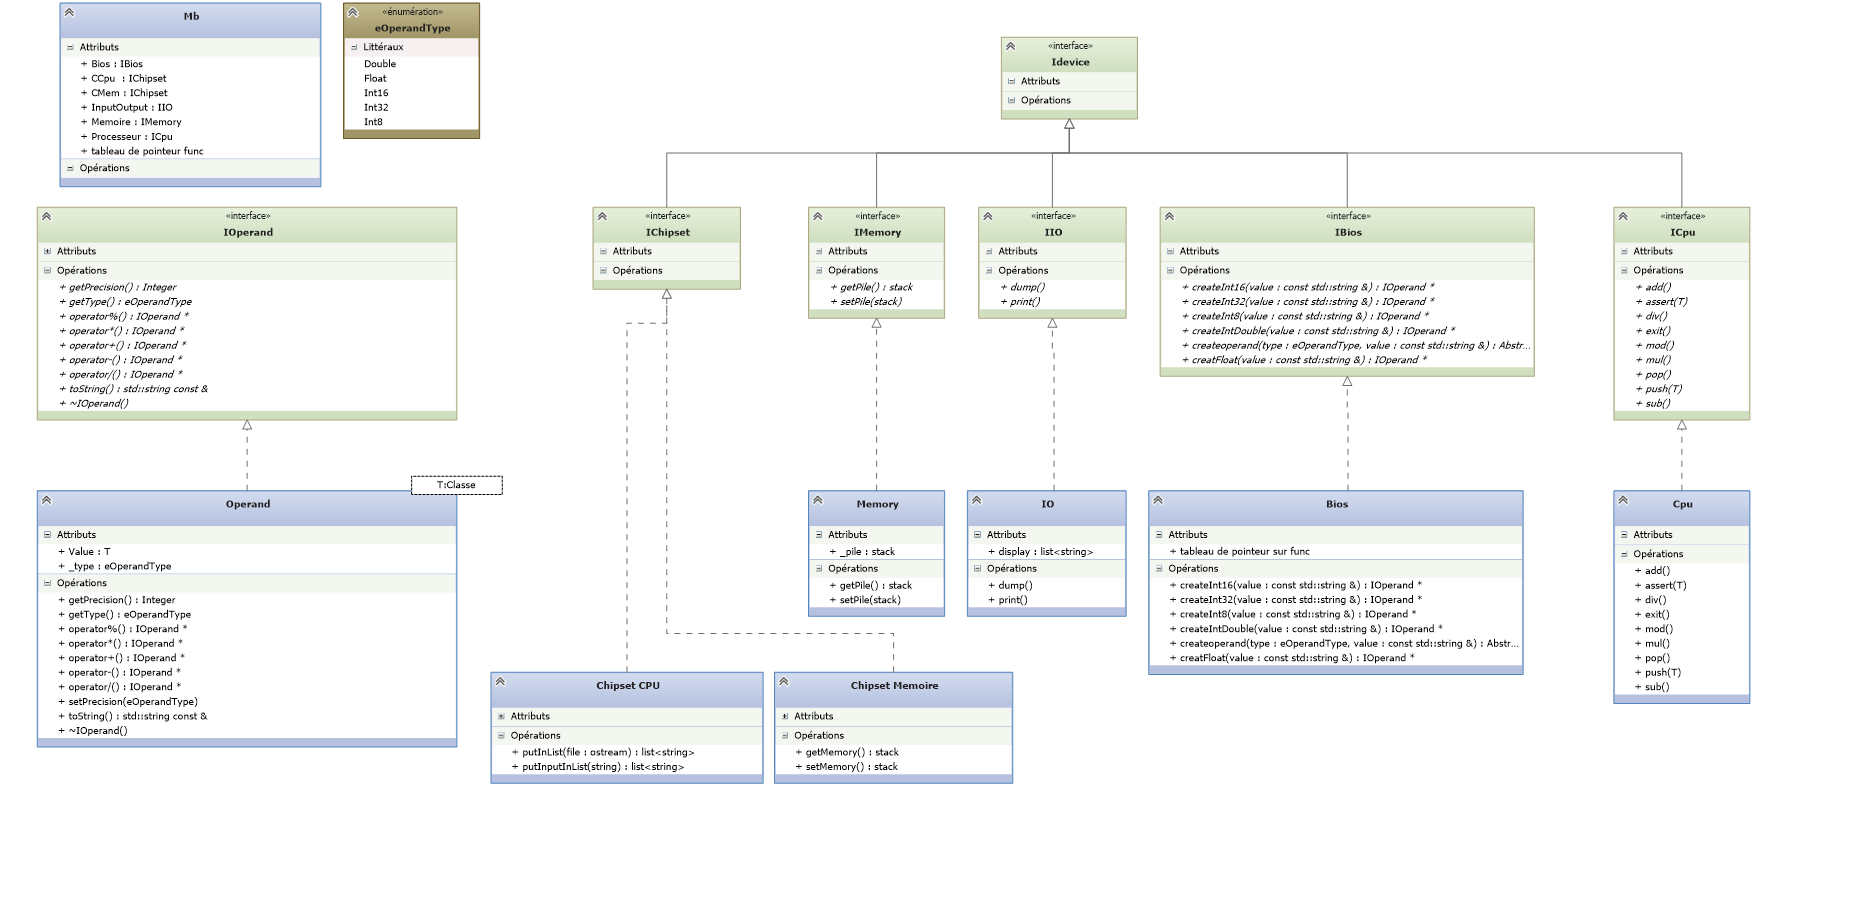 Mb
Attributs
+ Bios : IBios
+ CCpu : IChipset
+ CMem : IChipset
+ InputOutput : IIO
+ Memoire : IMemory
+ Processeur : ICpu
+ tableau de pointeur func
Opérations
«énumération»
eOperandType
Littéraux
Double
Float
Int16
Int32
Int8
«interface»
Idevice
Attributs
Opérations
«interface»
IOperand
Attributs
Opérations
+ getPrecision() : Integer
+ getType() : eOperandType
+ operator%() : IOperand *
+ operator*() : IOperand *
+ operator+() : IOperand *
+ operator-() : IOperand *
+ operator/() : IOperand *
+ toString() : std::string const &
+ ~IOperand()
«interface»
IChipset
Attributs
Opérations
«interface»
IMemory
Attributs
Opérations
+ getPile() : stack
+ setPile(stack)
«interface»
IIO
Attributs
Opérations
+ dump()
+ print()
«interface»
IBios
Attributs
Opérations
+ createInt16(value : const std::string &) : IOperand *
+ createInt32(value : const std::string &) : IOperand *
+ createInt8(value : const std::string &) : IOperand *
+ createIntDouble(value : const std::string &) : IOperand *
+ createoperand(type : eOperandType, value : const std::string &) : Abstr...
+ creatFloat(value : const std::string &) : IOperand *
«interface»
ICpu
Attributs
Opérations
+ add()
+ assert(T)
+ div()
+ exit()
+ mod()
+ mul()
+ pop()
+ push(T)
+ sub()
T:Classe
Operand
Attributs
+ Value : T
+ _type : eOperandType
Opérations
+ getPrecision() : Integer
+ getType() : eOperandType
+ operator%() : IOperand *
+ operator*() : IOperand *
+ operator+() : IOperand *
+ operator-() : IOperand *
+ operator/() : IOperand *
+ setPrecision(eOperandType)
+ toString() : std::string const &
+ ~IOperand()
Memory
Attributs
+ _pile : stack
Opérations
+ getPile() : stack
+ setPile(stack)
IO
Attributs
+ display : list<string>
Opérations
+ dump()
+ print()
Bios
Attributs
+ tableau de pointeur sur func
Opérations
+ createInt16(value : const std::string &) : IOperand *
+ createInt32(value : const std::string &) : IOperand *
+ createInt8(value : const std::string &) : IOperand *
+ createIntDouble(value : const std::string &) : IOperand *
+ createoperand(type : eOperandType, value : const std::string &) : Abstr...
+ creatFloat(value : const std::string &) : IOperand *
Cpu
Attributs
Opérations
+ add()
+ assert(T)
+ div()
+ exit()
+ mod()
+ mul()
+ pop()
+ push(T)
+ sub()
Chipset CPU
Attributs
Opérations
+ putInList(file : ostream) : list<string>
+ putInputInList(string) : list<string>
Chipset Memoire
Attributs
Opérations
+ getMemory() : stack
+ setMemory() : stack